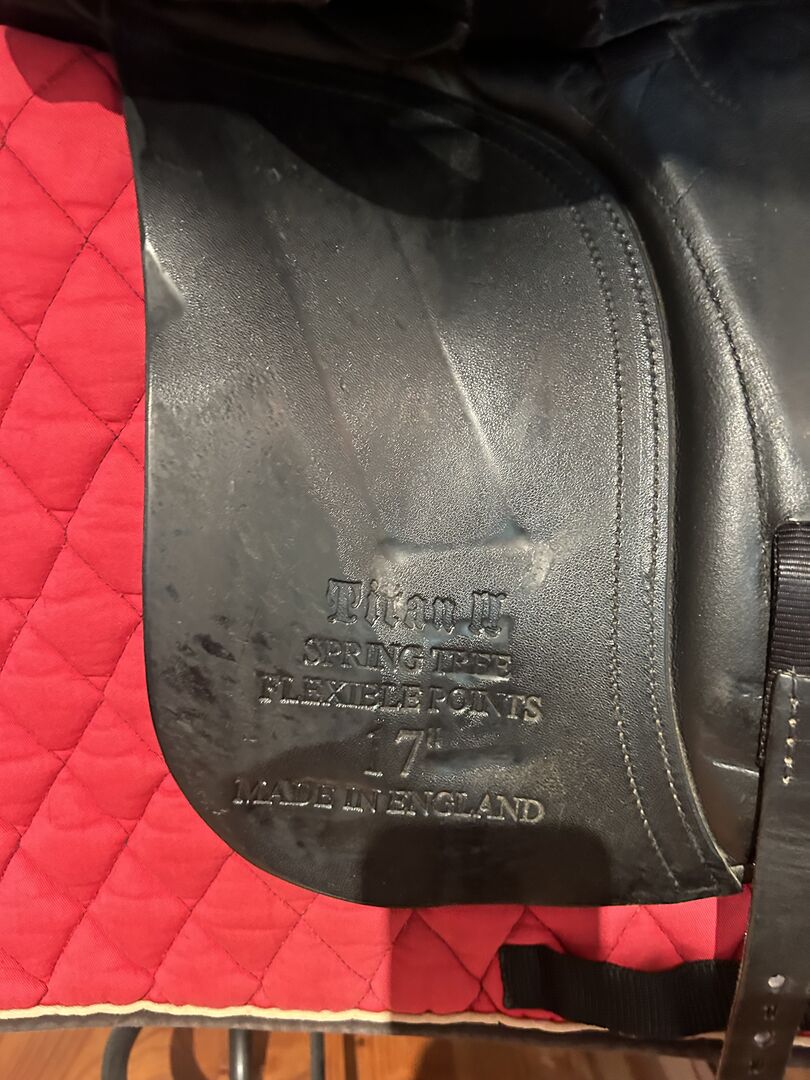 Titan II
SPRING TREE
FLEXIBLE POINTS
17"
MADE IN ENGLAND